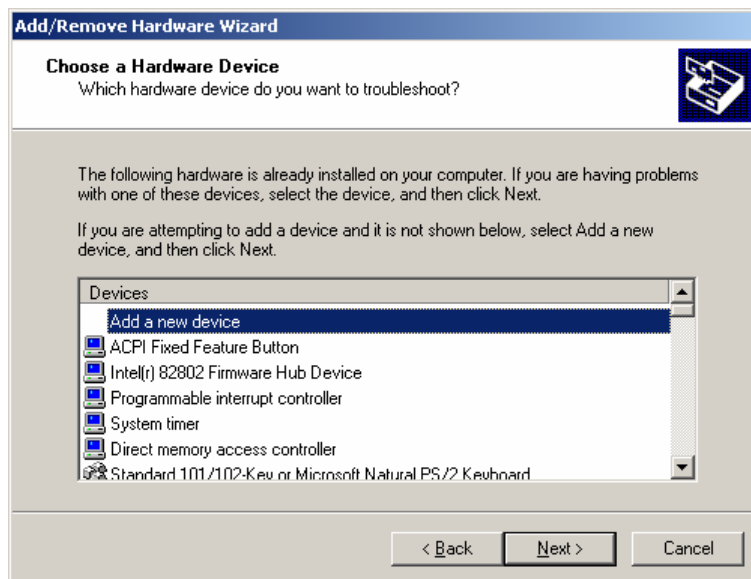 Add/Remove Hardware Wizard
Choose a Hardware Device
Which hardware device do you want to troubleshoot?
The following hardware is already installed on your computer. If you are having problems
with one of these devices, select the device, and then click Next.
If you are attempting to add a device and it is not shown below, select Add a new
device, and then click Next.
Devices
Add a new device
ACPI Fixed Feature Button
Intel(r) 82802 Firmware Hub Device
Programmable interrupt controller
System timer
Direct memory access controller
Standard 101/102-Key or Microsoft Natural PS/2 Keyboard
< Back Next > Cancel